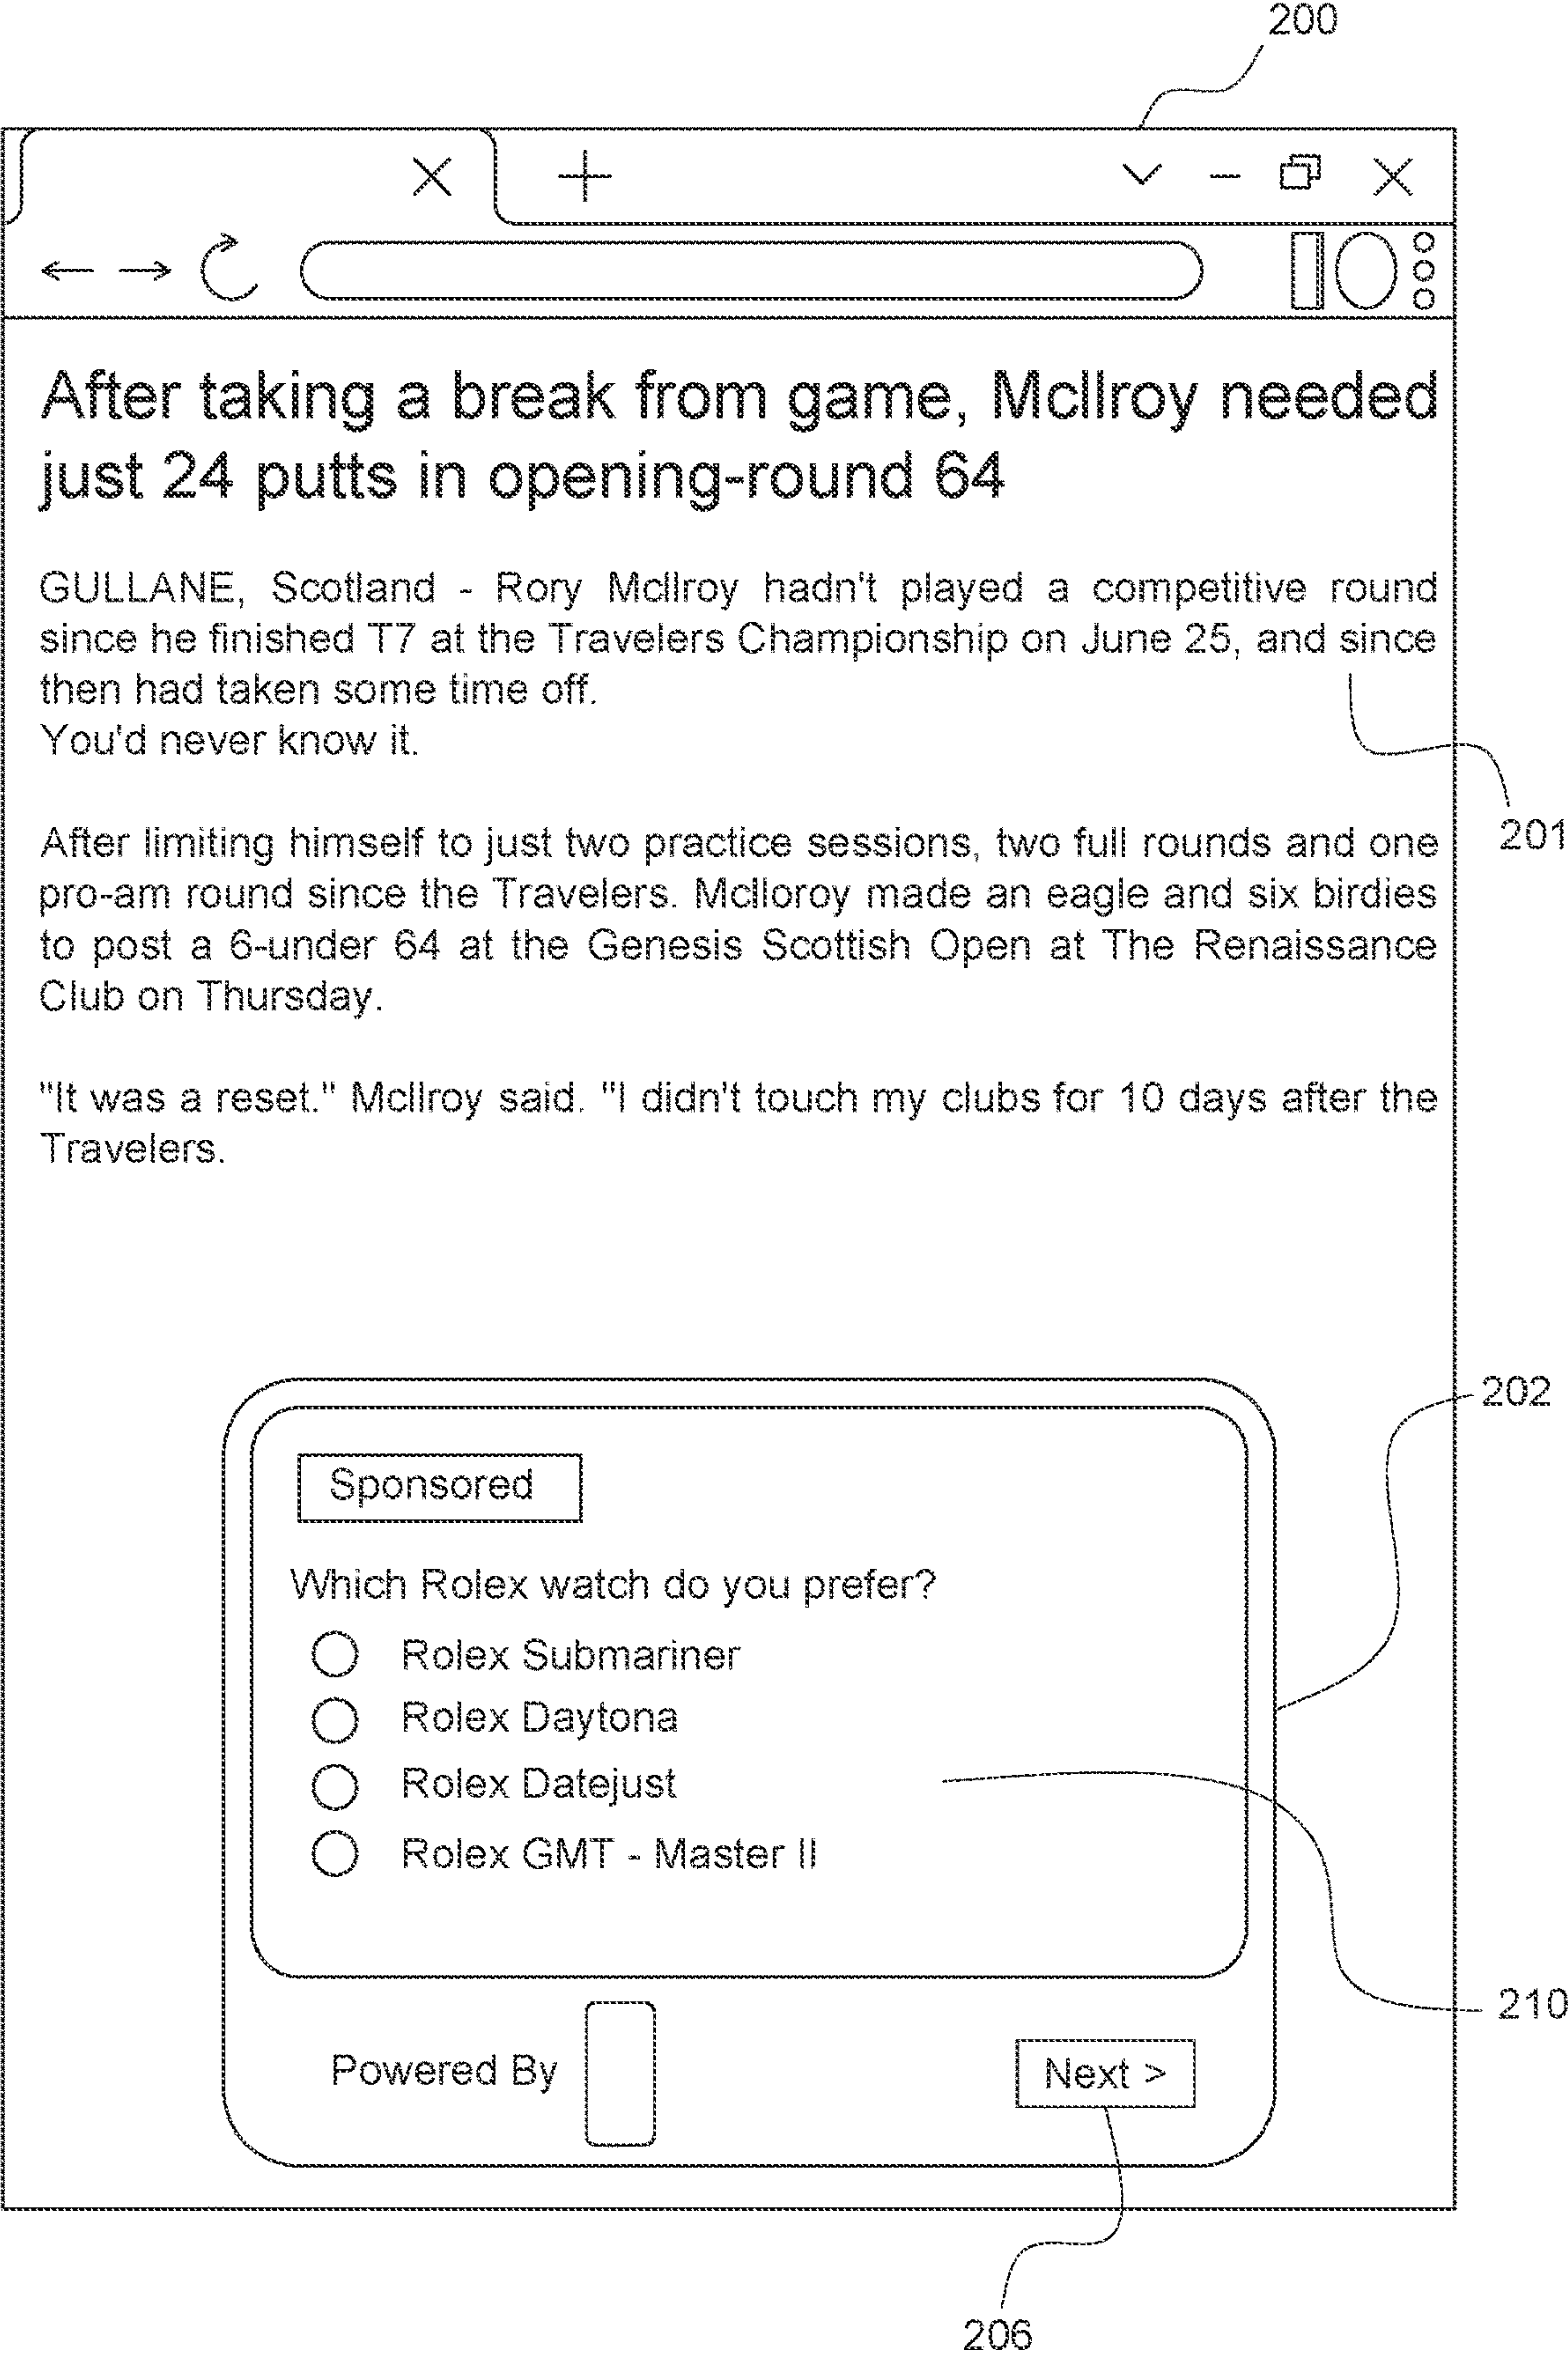 200
After taking a break from game, McIlroy needed
just 24 putts in opening-round 64
GULLANE, Scotland - Rory McIlroy hadn't played a competitive round
since he finished T7 at the Travelers Championship on June 25, and since
then had taken some time off.
You'd never know it.
201
After limiting himself to just two practice sessions, two full rounds and one
pro-am round since the Travelers. McIloroy made an eagle and six birdies
to post a 6-under 64 at the Genesis Scottish Open at The Renaissance
Club on Thursday.
"It was a reset." McIlroy said. "I didn't touch my clubs for 10 days after the
Travelers.
202
Sponsored
Which Rolex watch do you prefer?
Rolex Submariner
Rolex Daytona
Rolex Datejust
Rolex GMT - Master II
210
Powered By
Next >
206